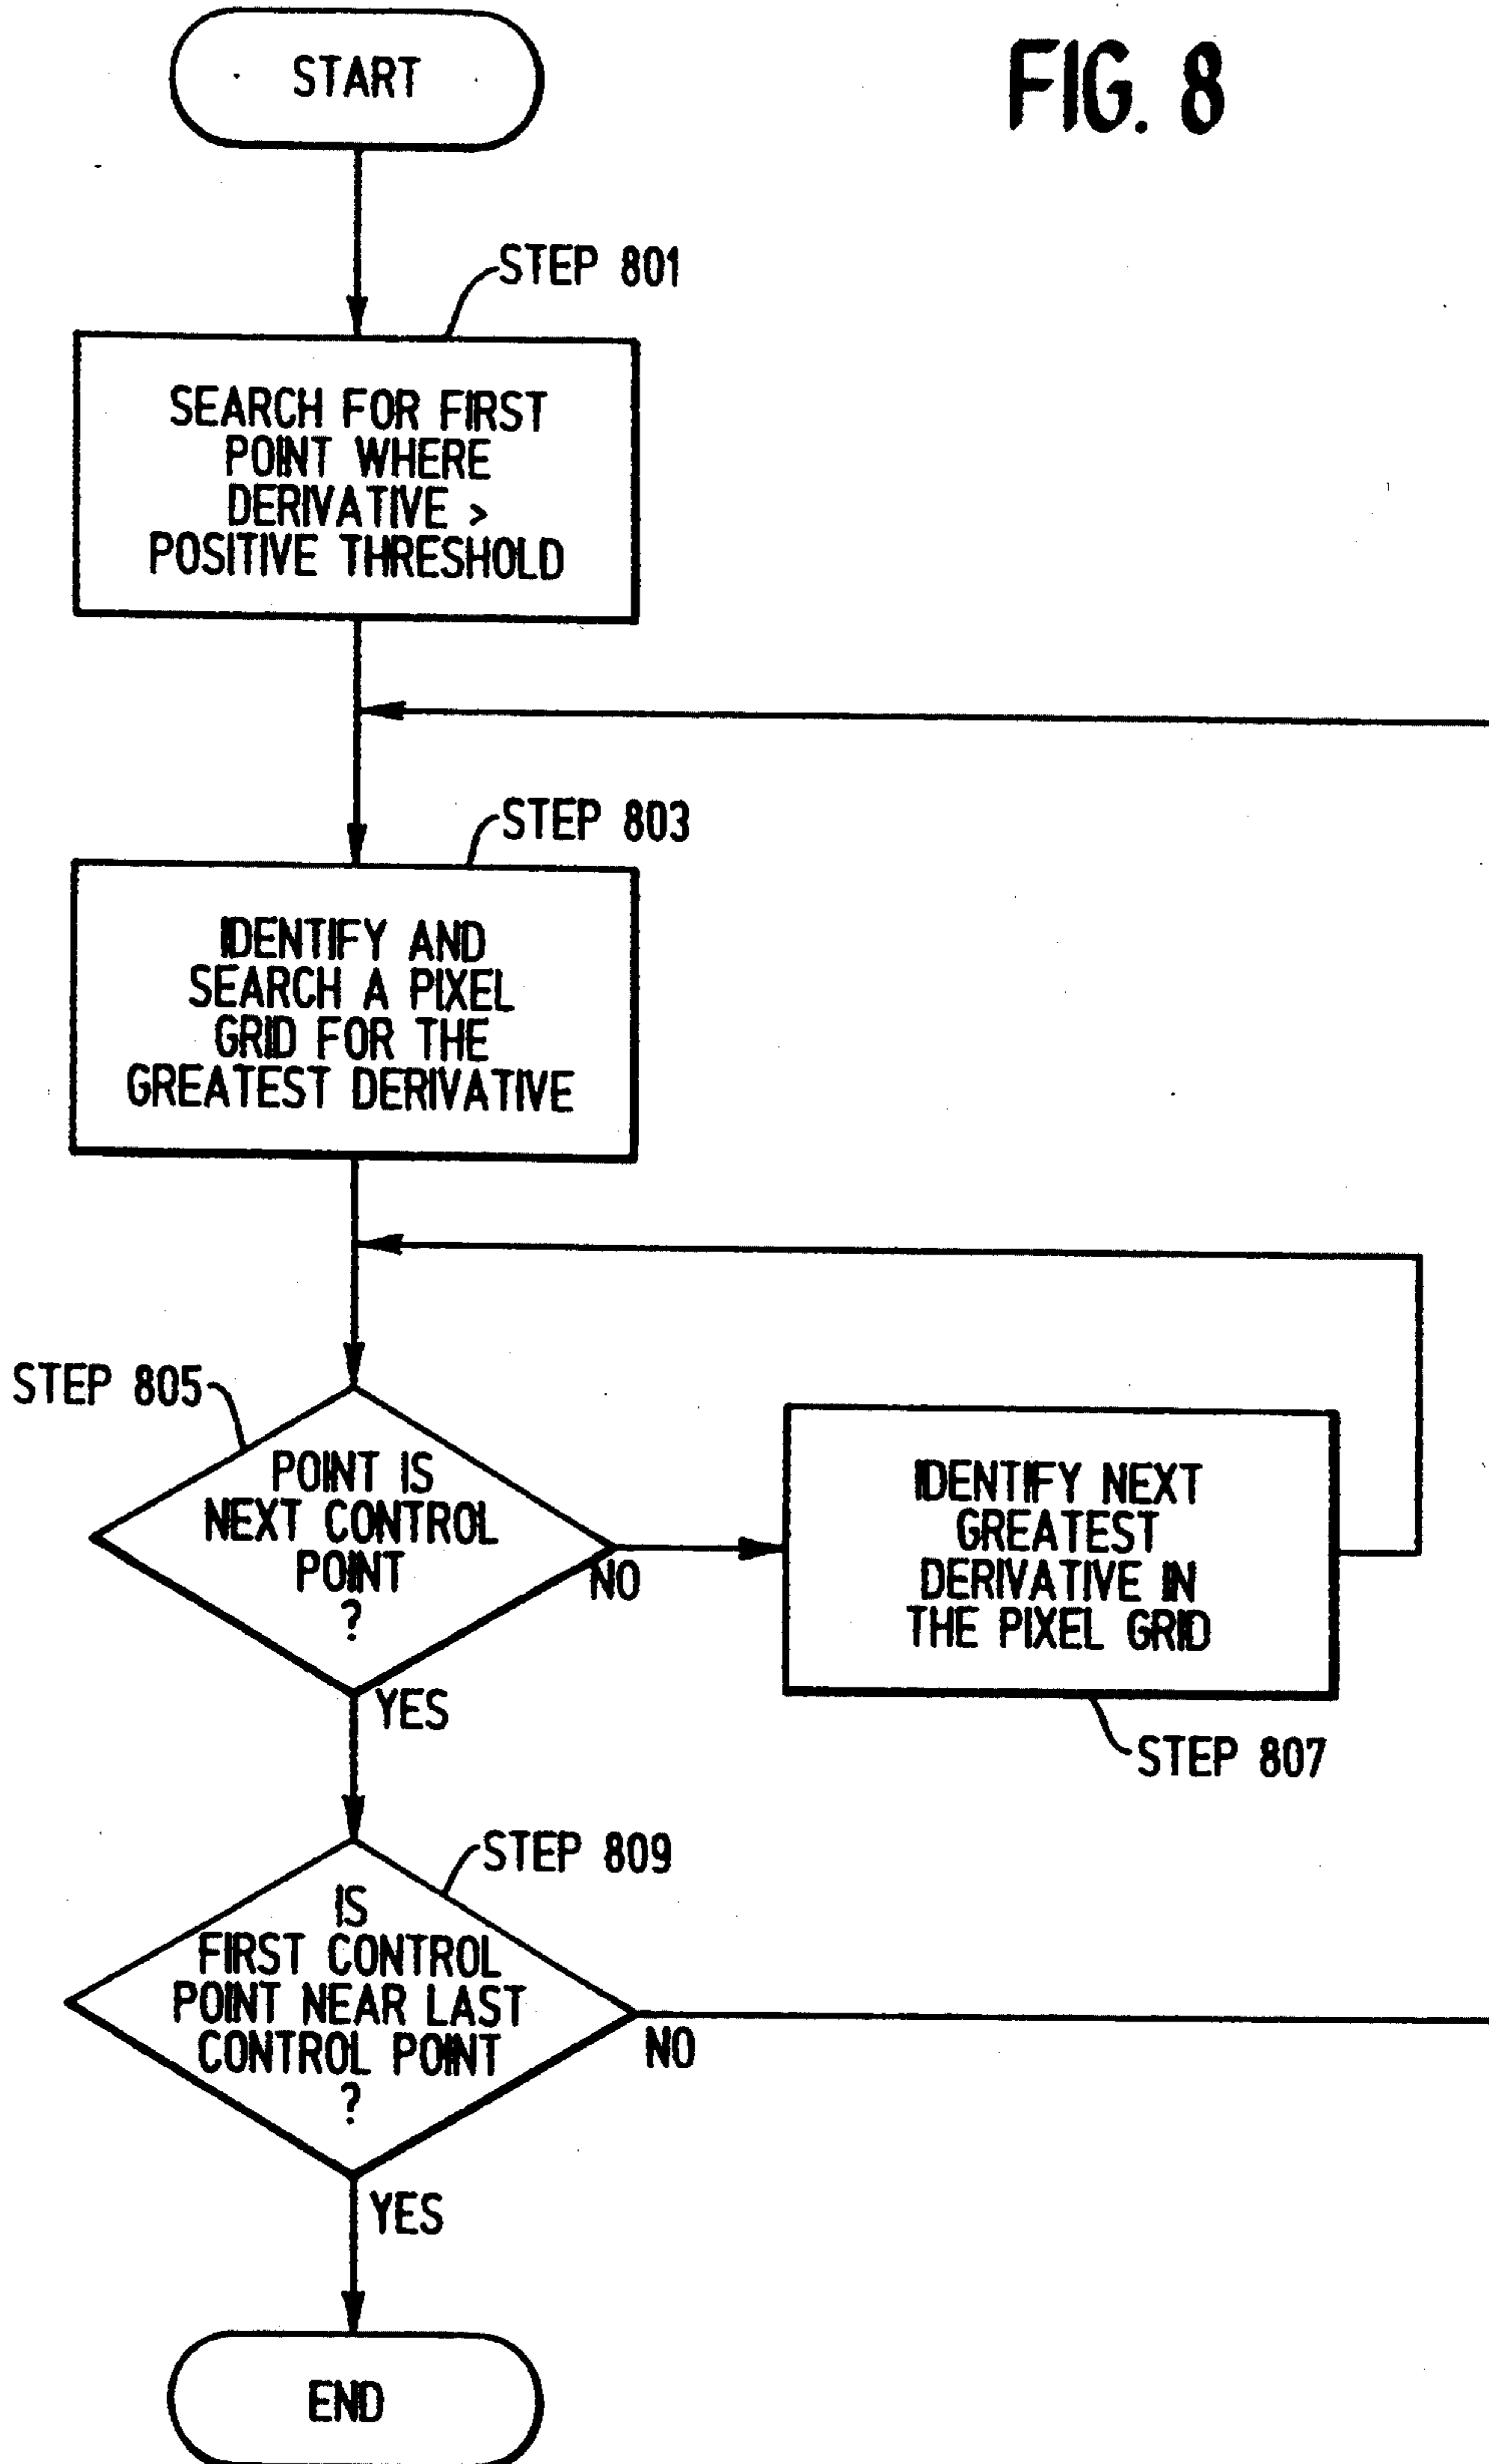 FIG. 8
START
STEP 801
SEARCH FOR FIRST
POINT WHERE
DERIVATIVE >
POSITIVE THRESHOLD
STEP 803
IDENTIFY AND
SEARCH A PIXEL
GRID FOR THE
GREATEST DERIVATIVE
STEP 805
POINT IS
NEXT CONTROL
POINT
?
NO
YES
IDENTIFY NEXT
GREATEST
DERIVATIVE IN
THE PIXEL GRID
STEP 807
STEP 809
IS
FIRST CONTROL
POINT NEAR LAST
CONTROL POINT
?
NO
YES
END